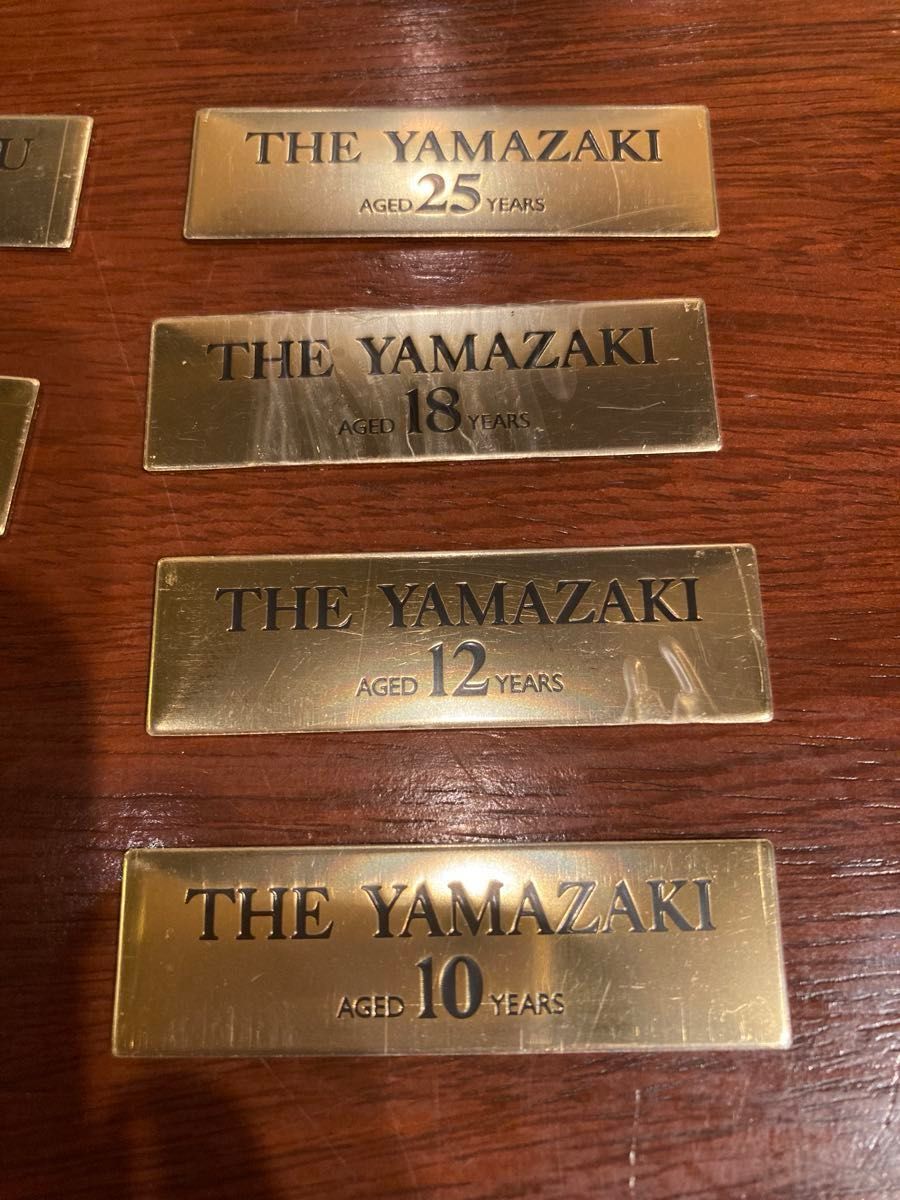 U
THE YAMAZAKI
AGED 25 YEARS
THE YAMAZAKI
AGED 18 YEARS
THE YAMAZAKI
AGED 12 YEARS
THE YAMAZAKI
AGED 10 YEARS